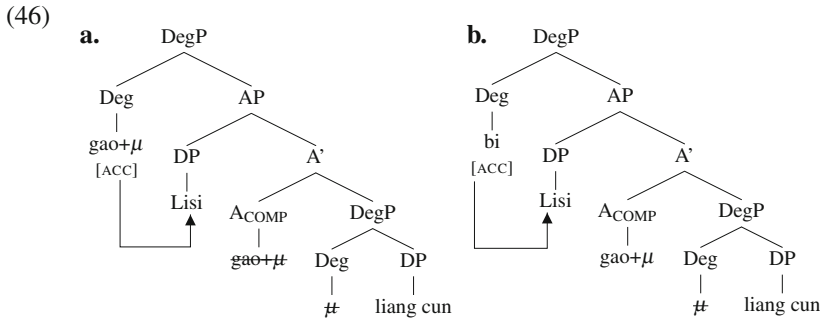 (46)
a. b.
DegP DegP
Deg AP Deg AP
gao+μ DP A' bi DP A'
[ACC] [ACC]
Lisi A_COMP DegP Lisi A_COMP DegP
gao+μ Deg DP gao+μ Deg DP
μ liang cun μ liang cun